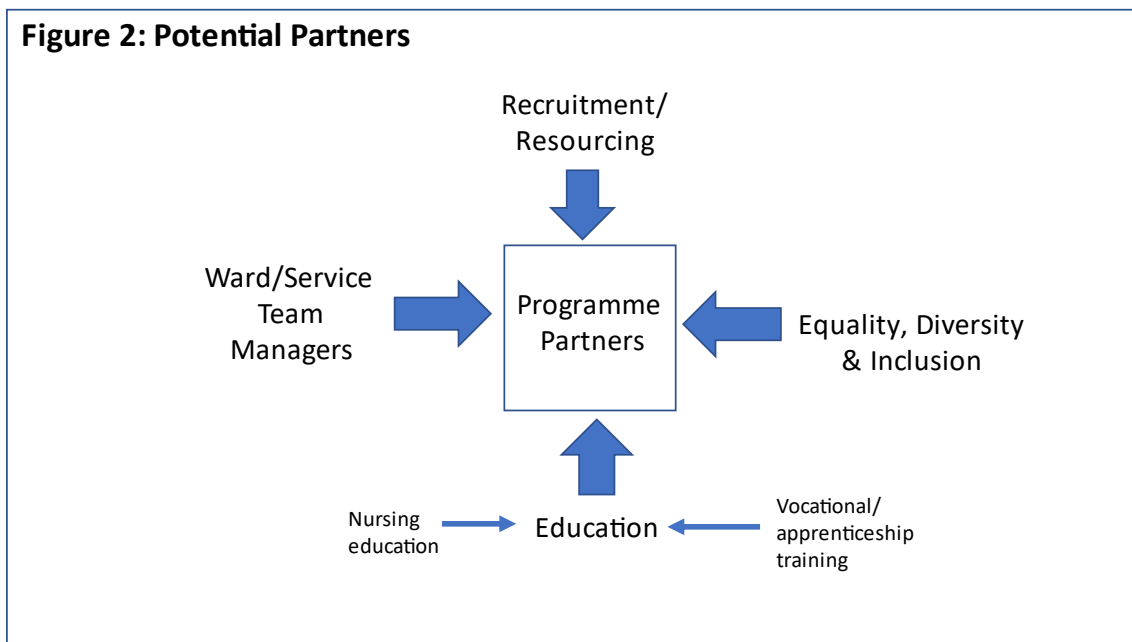 Figure 2: Potential Partners
Recruitment/
Resourcing
Ward/Service
Team
Managers
Programme
Partners
Equality, Diversity
& Inclusion
Nursing
education
Education
Vocational/
apprenticeship
training